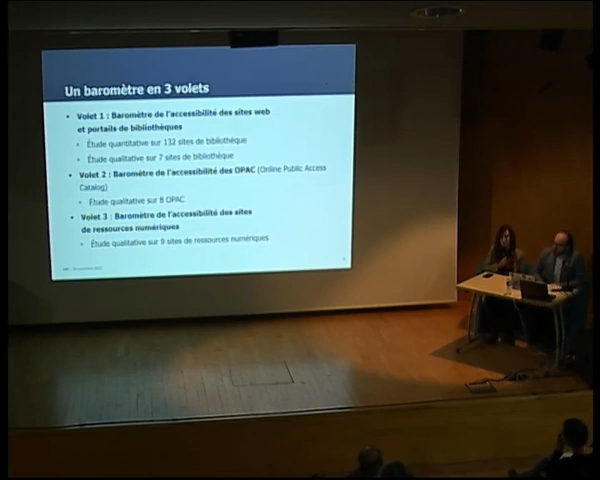 Un baromètre en 3 volets
• Volet 1 : Baromètre de l'accessibilité des sites web
et portails de bibliothèques
• Étude quantitative sur 132 sites de bibliothèque
• Étude qualitative sur 7 sites de bibliothèque
• Volet 2 : Baromètre de l'accessibilité des OPAC (Online Public Access
Catalog)
• Étude qualitative sur 8 OPAC
• Volet 3 : Baromètre de l'accessibilité des sites
de ressources numériques
• Étude qualitative sur 9 sites de ressources numériques